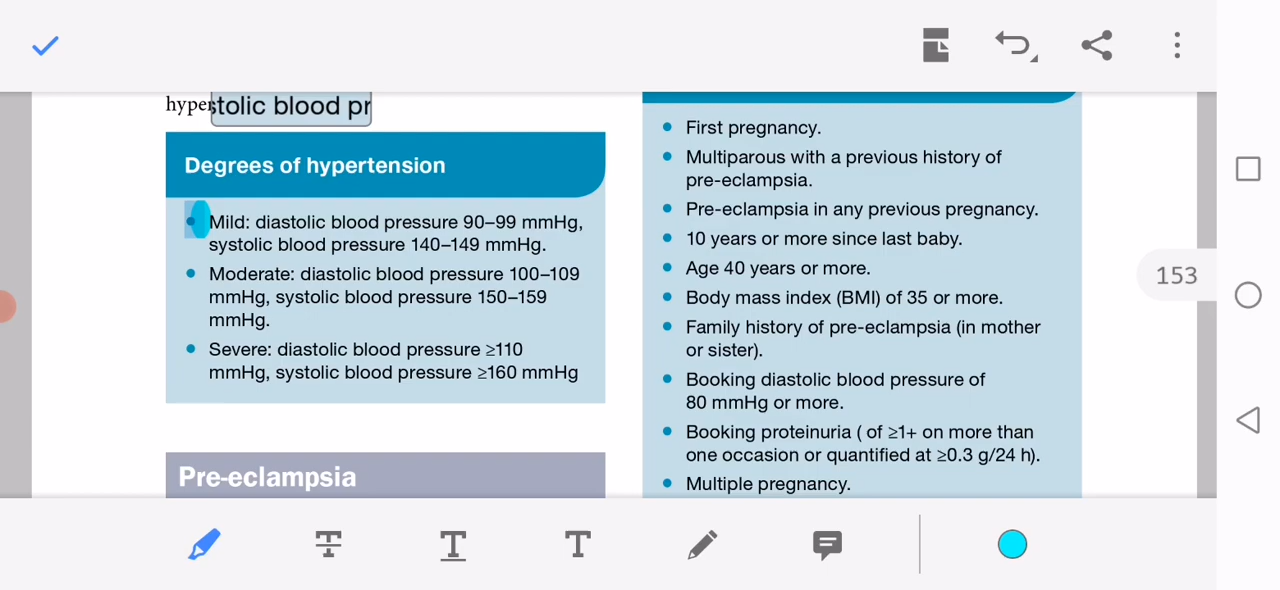 hyper
stolic blood pr
Degrees of hypertension
Mild: diastolic blood pressure 90–99 mmHg,
systolic blood pressure 140–149 mmHg.
Moderate: diastolic blood pressure 100–109
mmHg, systolic blood pressure 150–159
mmHg.
Severe: diastolic blood pressure ≥110
mmHg, systolic blood pressure ≥160 mmHg
Pre-eclampsia
First pregnancy.
Multiparous with a previous history of
pre-eclampsia.
Pre-eclampsia in any previous pregnancy.
10 years or more since last baby.
Age 40 years or more.
Body mass index (BMI) of 35 or more.
Family history of pre-eclampsia (in mother
or sister).
Booking diastolic blood pressure of
80 mmHg or more.
Booking proteinuria ( of ≥1+ on more than
one occasion or quantified at ≥0.3 g/24 h).
Multiple pregnancy.
153